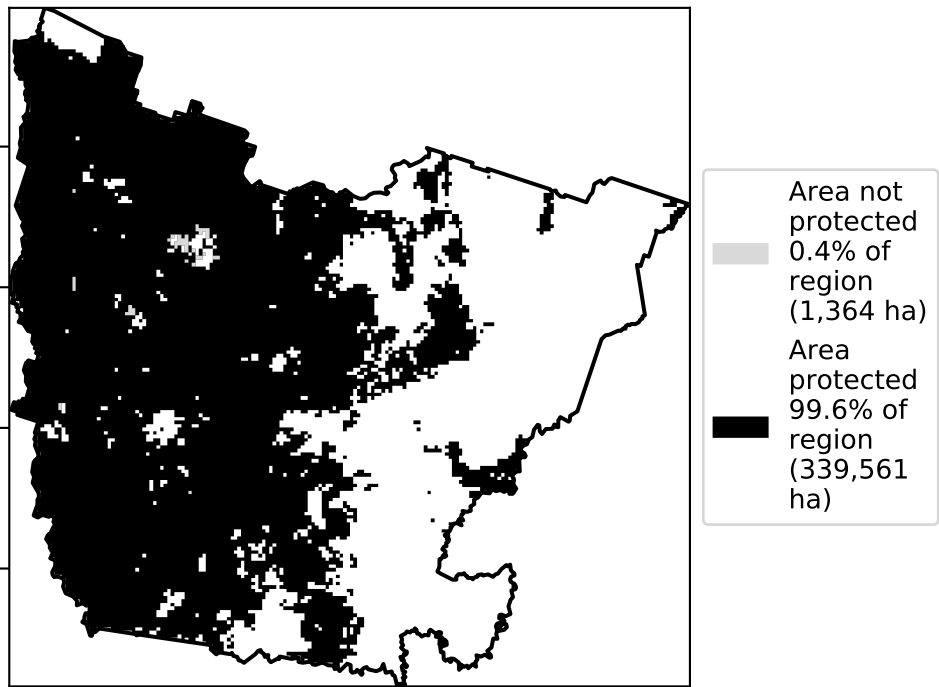 Area not
protected
0.4% of
region
(1,364 ha)
Area
protected
99.6% of
region
(339,561
ha)